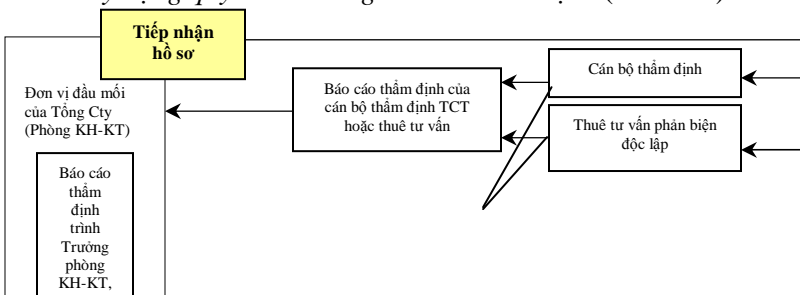 Tiếp nhận
hồ sơ
Đơn vị đầu mối
của Tổng Cty
(Phòng KH-KT)
Báo cáo
thẩm
định
trình
Trưởng
phòng
KH-KT,
Báo cáo thẩm định của
cán bộ thẩm định TCT
hoặc thuê tư vấn
Cán bộ thẩm định
Thuê tư vấn phản biện
độc lập